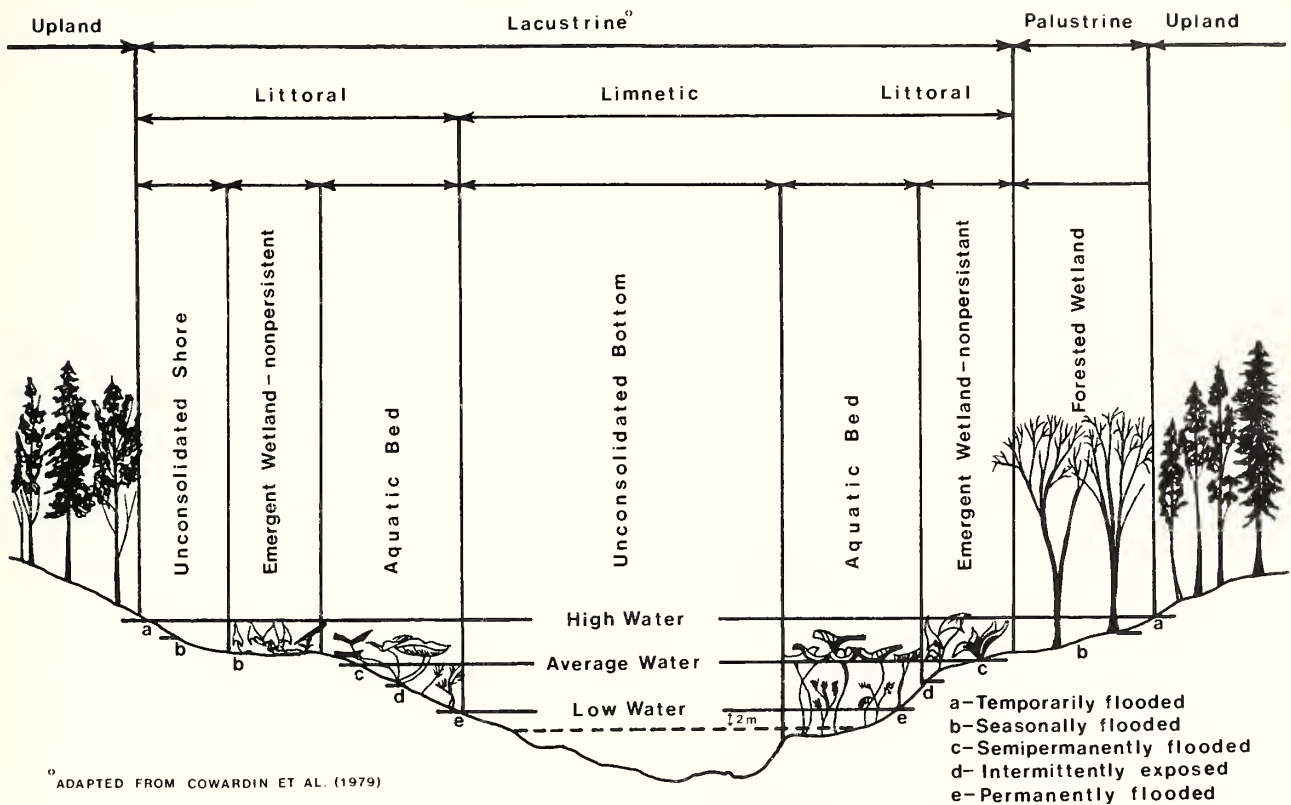 Upland
Lacustrine°
Palustrine
Upland
Littoral
Limnetic
Littoral
Unconsolidated Shore
Emergent Wetland-nonpersistent
Aquatic Bed
Unconsolidated Bottom
Aquatic Bed
Emergent Wetland-nonpersistant
Forested Wetland
High Water
a
a
b
b
b
Average Water
c
c
d
d
Low Water
e
e
2m
a-Temporarily flooded
b-Seasonally flooded
c-Semipermanently flooded
d-Intermittently exposed
e-Permanently flooded
°ADAPTED FROM COWARDIN ET AL. (1979)